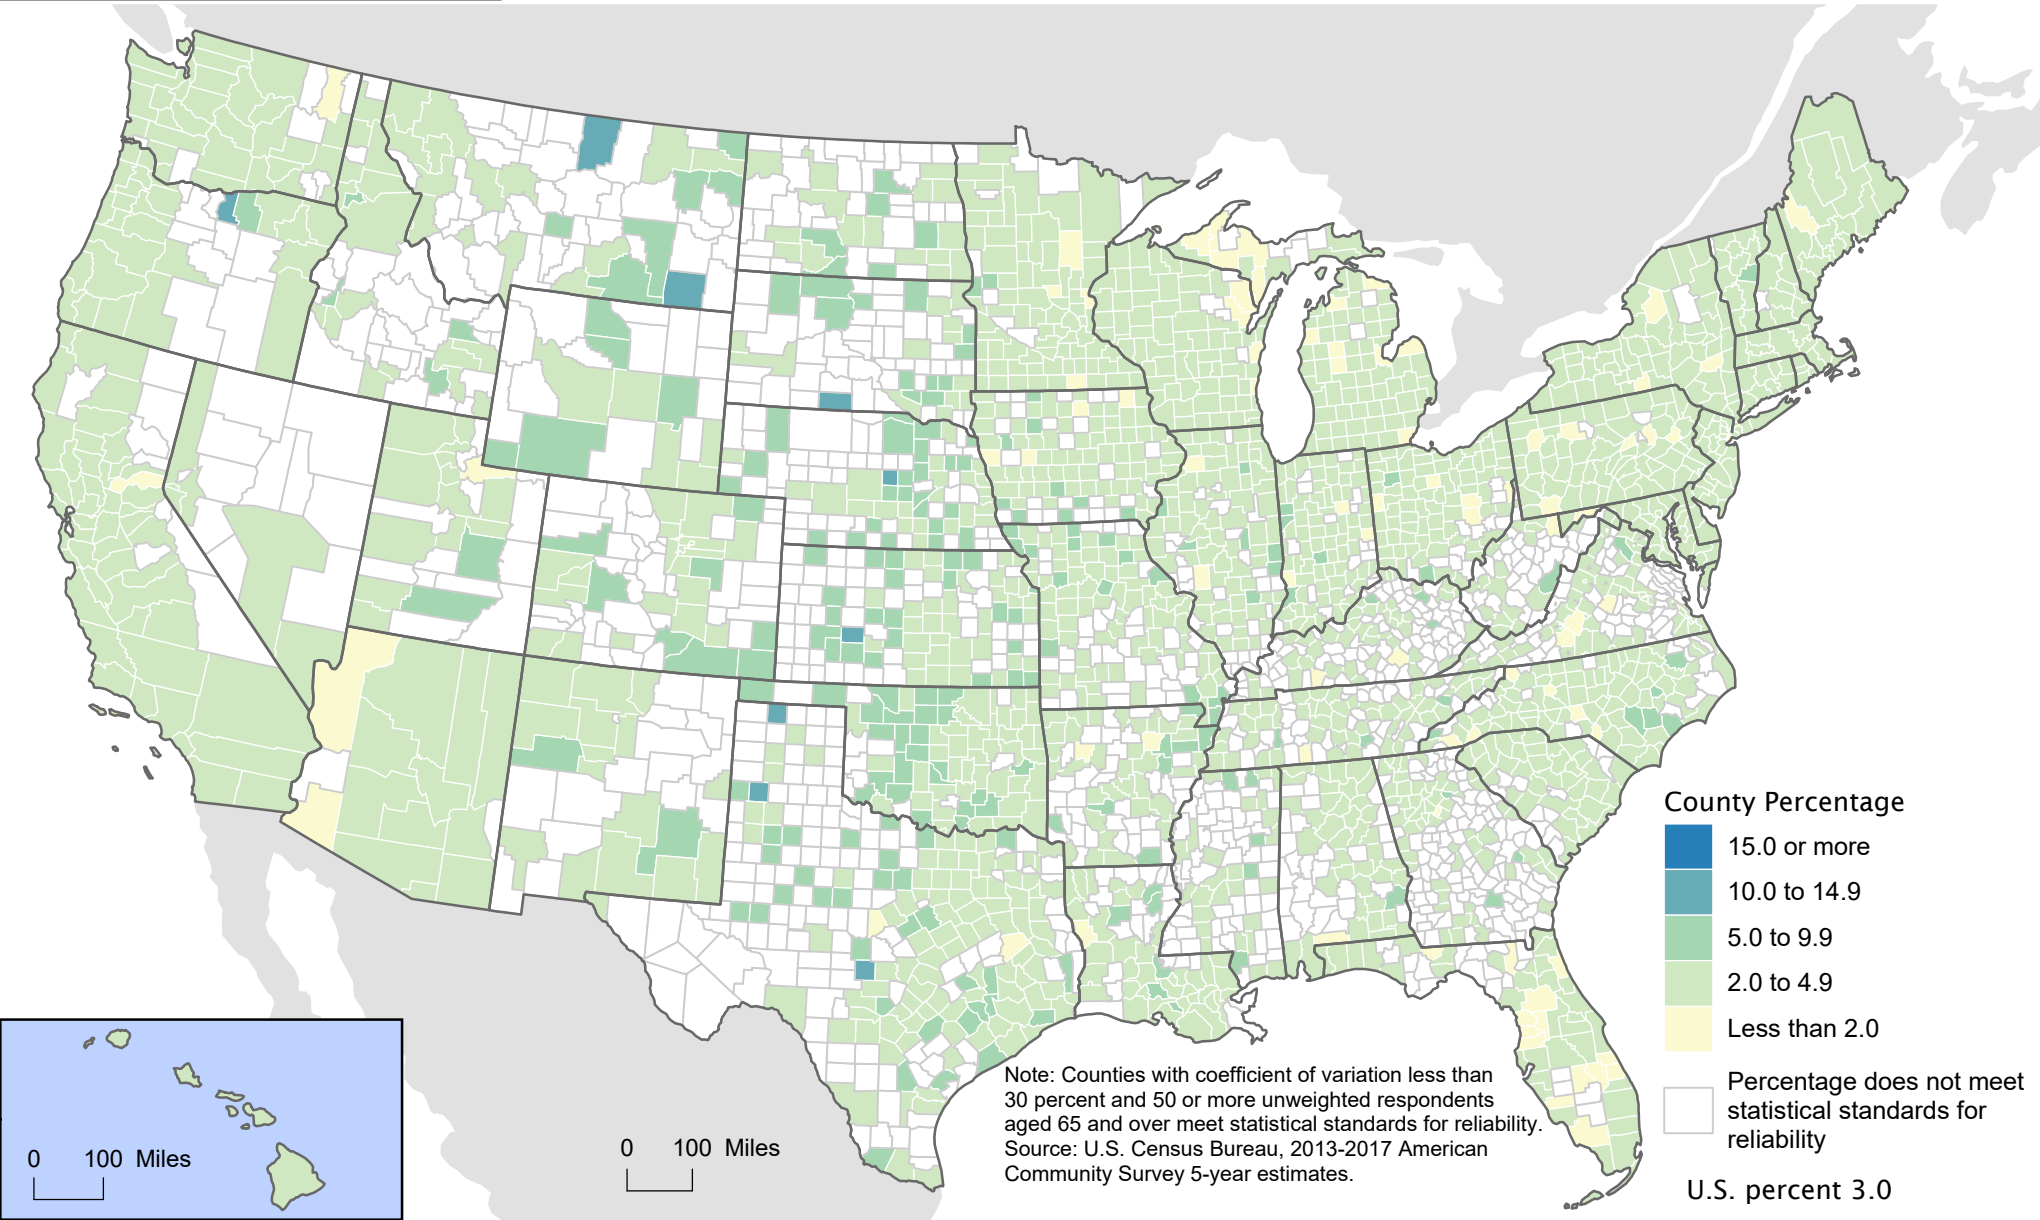 County Percentage
15.0 or more
10.0 to 14.9
5.0 to 9.9
2.0 to 4.9
Less than 2.0
Percentage does not meet
statistical standards for
reliability
U.S. percent 3.0
Note: Counties with coefficient of variation less than
30 percent and 50 or more unweighted respondents
aged 65 and over meet statistical standards for reliability.
Source: U.S. Census Bureau, 2013-2017 American
Community Survey 5-year estimates.
0 100 Miles
0 100 Miles